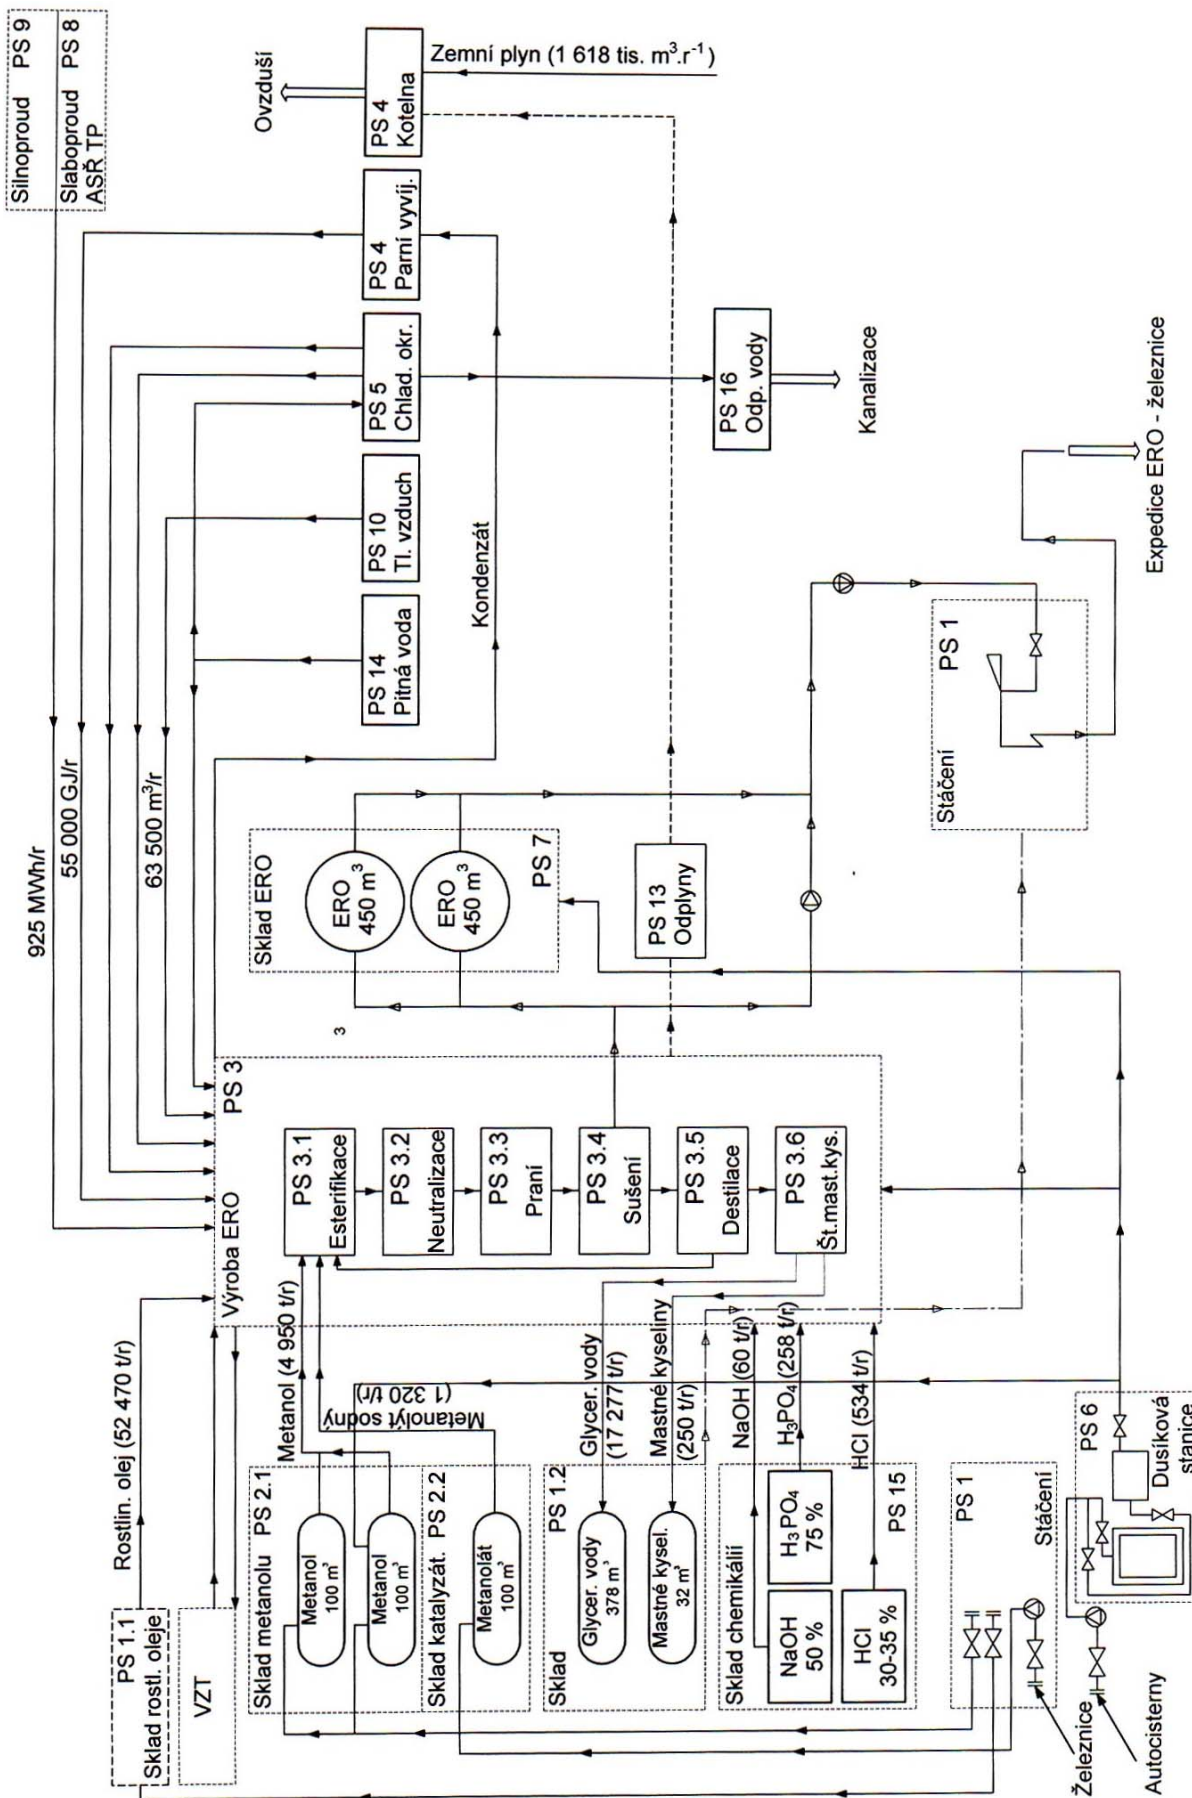 Silnoproud PS 9
Slaboproud PS 8
ASŘ TP
925 MWh/r
55 000 GJ/r
63 500 m³/r
Ovzduší
PS 4
Kotelna
Zemní plyn (1 618 tis. m³.r⁻¹)
PS 4
Parní vyvíj.
PS 5
Chlad. okr.
PS 10
Tl. vzduch
PS 14
Pitná voda
Kondenzát
PS 16
Odp. vody
Kanalizace
Sklad ERO
ERO
450 m³
ERO
450 m³
PS 7
3
PS 13
Odplyny
Stáčení
PS 1
Expedice ERO - železnice
Výroba ERO
PS 3
PS 3.1
Esterifikace
PS 3.2
Neutralizace
PS 3.3
Praní
PS 3.4
Sušení
PS 3.5
Destilace
PS 3.6
Št.mast.kys.
Rostlin. olej (52 470 t/r)
Metanol (4 950 t/r)
Metanolýt sodný
(1 320 t/r)
Glycer. vody
(17 277 t/r)
Mastné kyseliny
(250 t/r)
NaOH (60 t/r)
H₃PO₄ (258 t/r)
HCl (534 t/r)
PS 1.1
Sklad rostl. oleje
VZT
Sklad metanolu PS 2.1
Metanol
100 m³
Metanol
100 m³
Sklad katalyzát. PS 2.2
Metanolát
100 m³
Sklad PS 1.2
Glycer. vody
378 m³
Mastné kysel.
32 m³
Sklad chemikálií
NaOH
50 %
H₃PO₄
75 %
HCl
30-35 %
PS 15
PS 1
Stáčení
PS 6
Dusíková
stanice
Železnice
Autocisterny